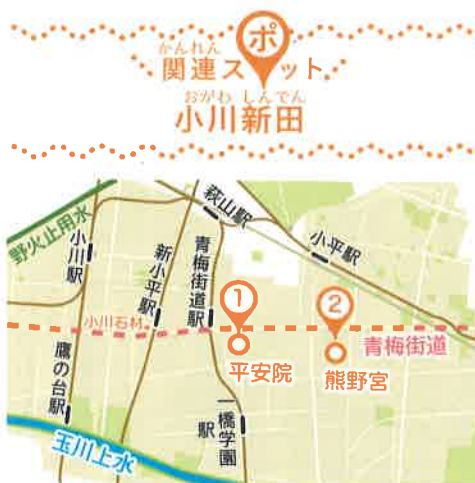 かんれん
関連スポット
おがわ しんでん
小川新田
萩山駅
小平駅
野火止用水
小川駅
新小平駅
青梅街道駅
1
2
小川石材
青梅街道
平安院
熊野宮
鷹の台駅
一橋学園駅
玉川上水